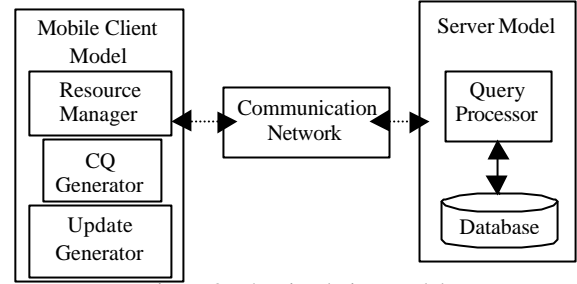 Mobile Client
Model
Resource
Manager
CQ
Generator
Update
Generator
Communication
Network
Server Model
Query
Processor
Database